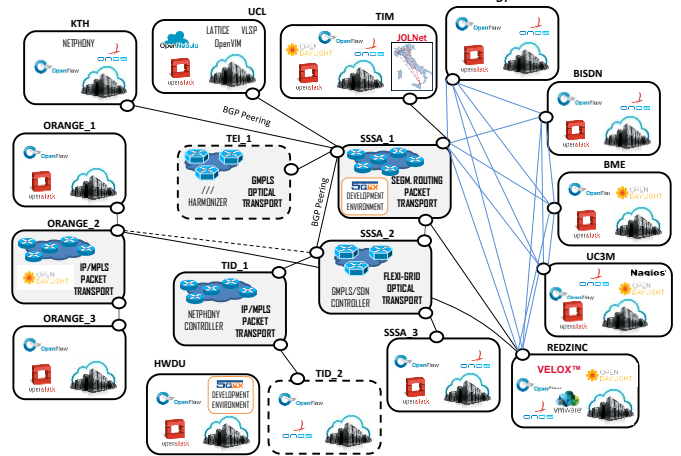 KTH
NETPHONY
OpenFlow
onos
UCL
LATTICE VLSP
OpenNebula
OpenVIM
openstack
TIM
OpenFlow
OPEN
DAYLIGHT
openstack
JOLNet
OpenFlow
onos
openstack
BISDN
OpenFlow
onos
openstack
BGP Peering
ORANGE_1
OpenFlow
openstack
TEI_1
///
HARMONIZER
GMPLS
OPTICAL
TRANSPORT
SSSA_1
5GEX
DEVELOPMENT
ENVIRONMENT
SEGM. ROUTING
PACKET
TRANSPORT
BME
OpenFlow
OPEN
DAYLIGHT
openstack
BGP Peering
ORANGE_2
OPEN
DAYLIGHT
IP/MPLS
PACKET
TRANSPORT
SSSA_2
GMPLS/SDN
CONTROLLER
FLEXI-GRID
OPTICAL
TRANSPORT
UC3M
Nagios
OpenFlow
OPEN
DAYLIGHT
openstack
TID_1
NETPHONY
CONTROLLER
IP/MPLS
PACKET
TRANSPORT
ORANGE_3
OpenFlow
openstack
SSSA_3
OpenFlow
onos
openstack
REDZINC
VELOX™
OPEN
DAYLIGHT
vmware
onos
HWDU
OpenFlow
5GEX
DEVELOPMENT
ENVIRONMENT
openstack
TID_2
OpenFlow
onos